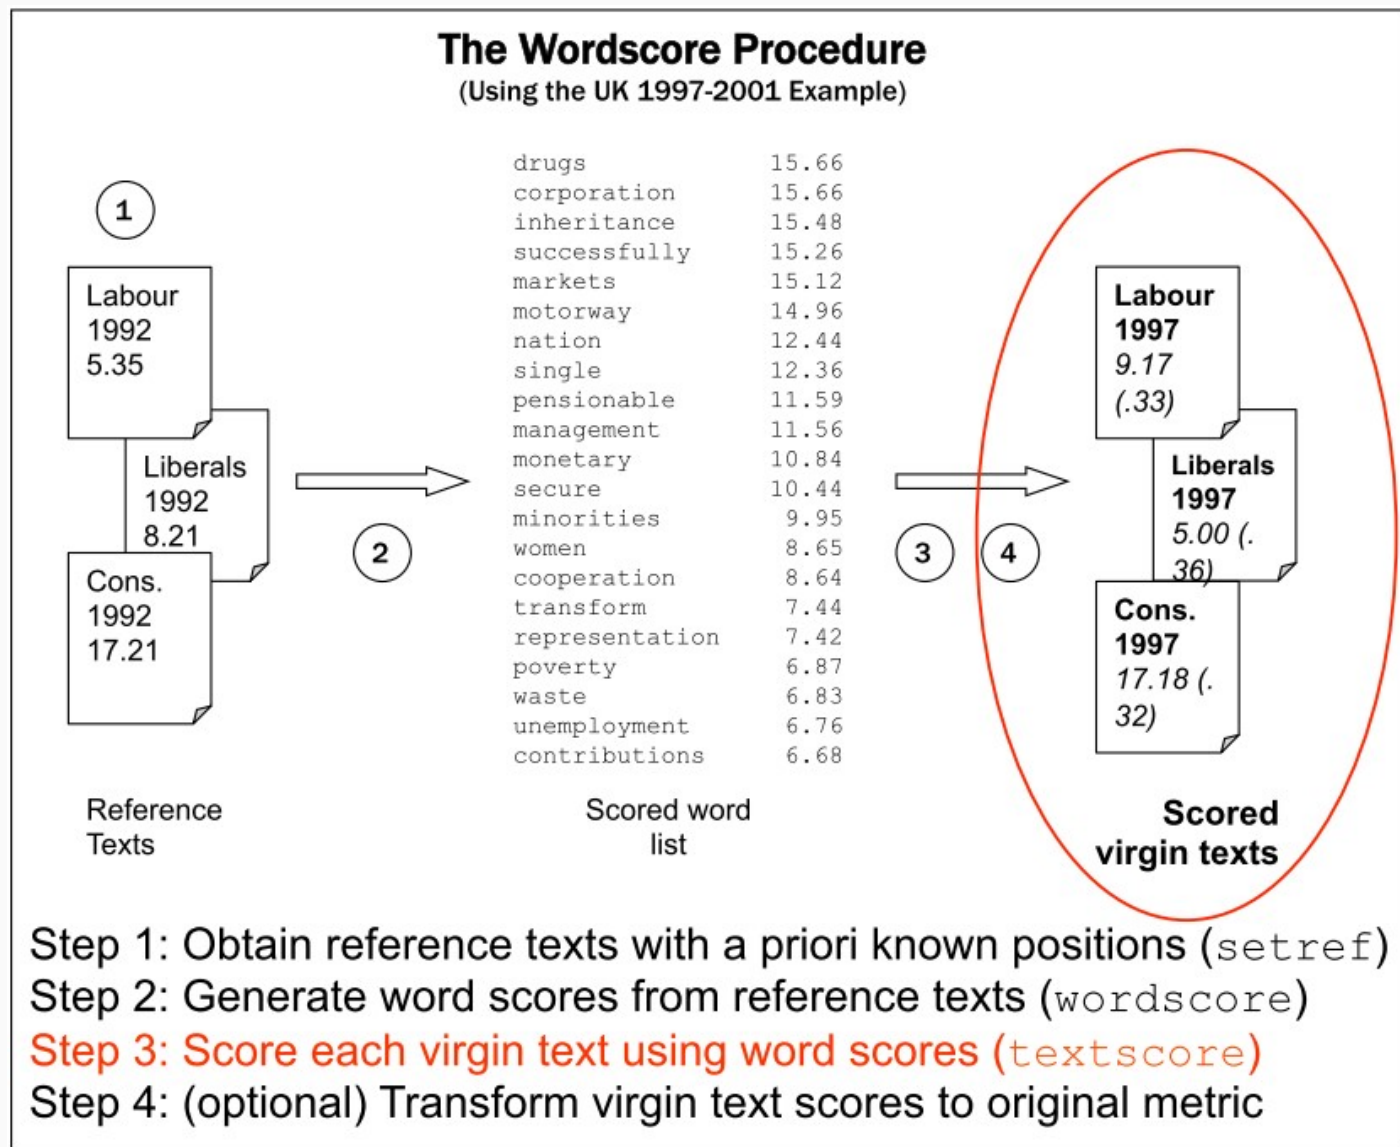 The Wordscore Procedure
(Using the UK 1997-2001 Example)
1
Labour
1992
5.35
Liberals
1992
8.21
Cons.
1992
17.21
Reference
Texts
2
drugs 15.66
corporation 15.66
inheritance 15.48
successfully 15.26
markets 15.12
motorway 14.96
nation 12.44
single 12.36
pensionable 11.59
management 11.56
monetary 10.84
secure 10.44
minorities 9.95
women 8.65
cooperation 8.64
transform 7.44
representation 7.42
poverty 6.87
waste 6.83
unemployment 6.76
contributions 6.68
Scored word
list
3
4
Labour
1997
9.17
(.33)
Liberals
1997
5.00 (.
36)
Cons.
1997
17.18 (.
32)
Scored
virgin texts
Step 1: Obtain reference texts with a priori known positions (setref)
Step 2: Generate word scores from reference texts (wordscore)
Step 3: Score each virgin text using word scores (textscore)
Step 4: (optional) Transform virgin text scores to original metric